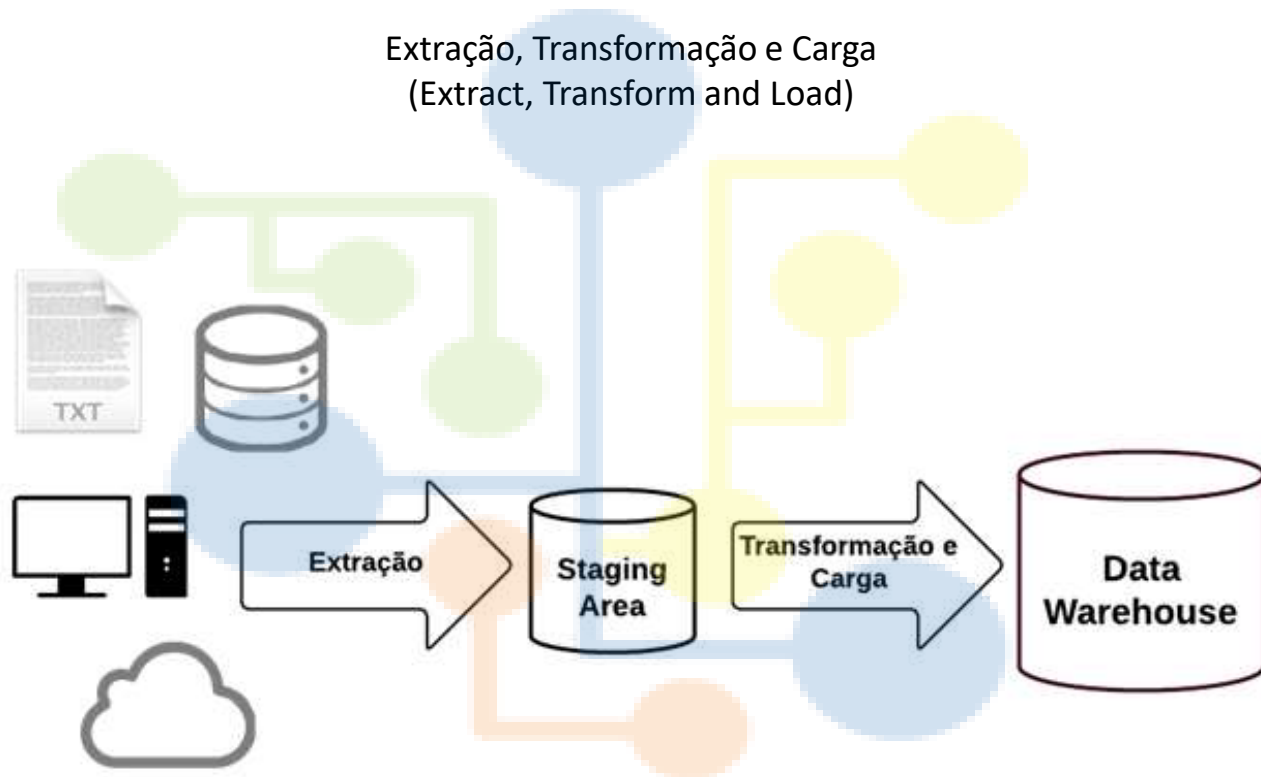 Extração, Transformação e Carga
(Extract, Transform and Load)
TXT
Extração
Staging
Area
Transformação e
Carga
Data
Warehouse